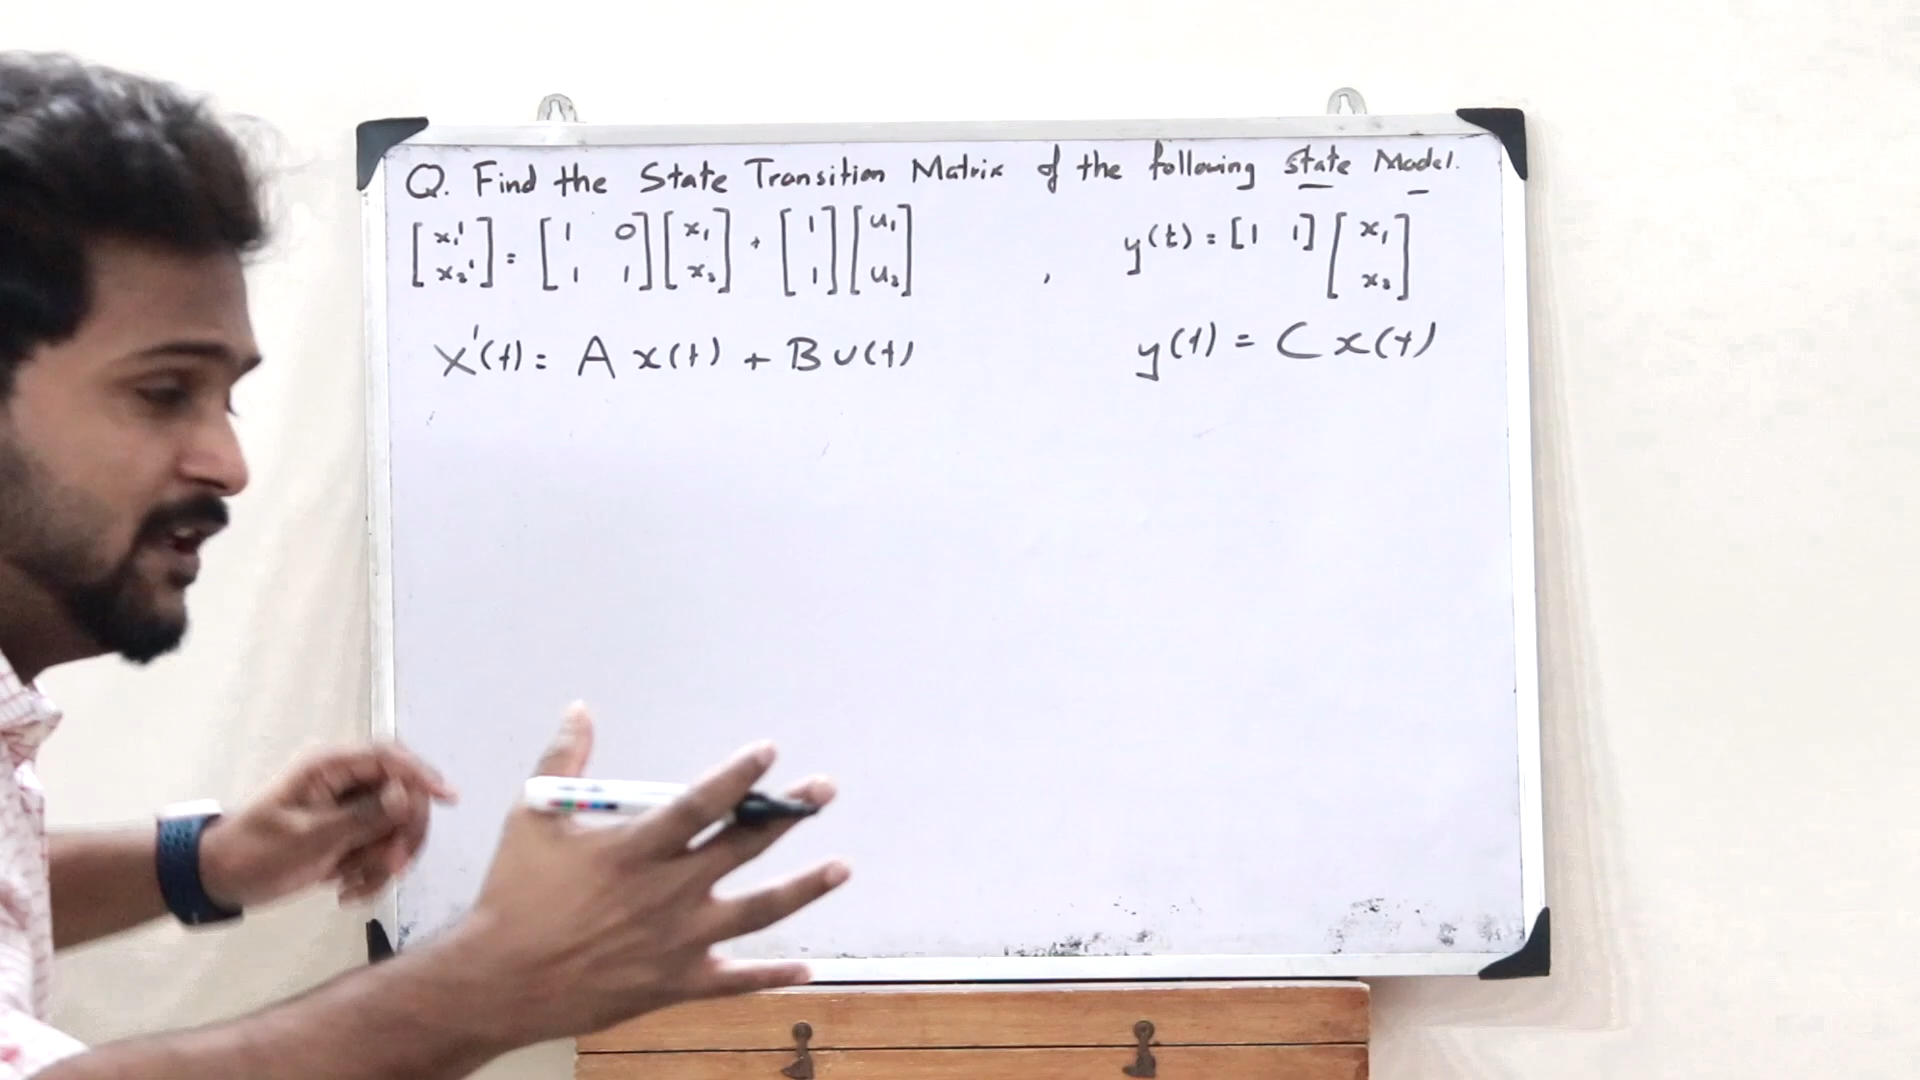 Q. Find the State Transition Matrix of the following State Model.
[x₁' x₂'] = [1 0 1 1] [x₁ x₂] + [1 1] [u₁ u₂] , y(t) = [1 1] [x₁ x₂]
X'(t) = A x(t) + B U(t) y(t) = C x(t)